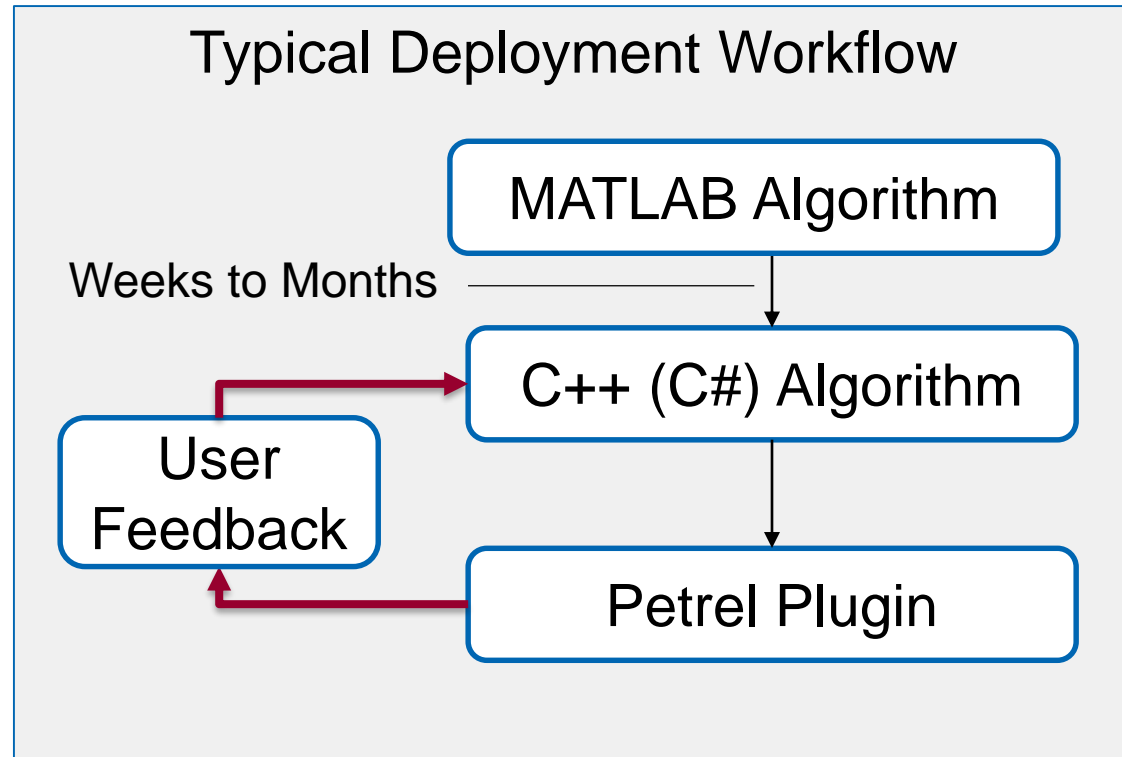 Typical Deployment Workflow
MATLAB Algorithm
Weeks to Months
C++ (C#) Algorithm
User
Feedback
Petrel Plugin